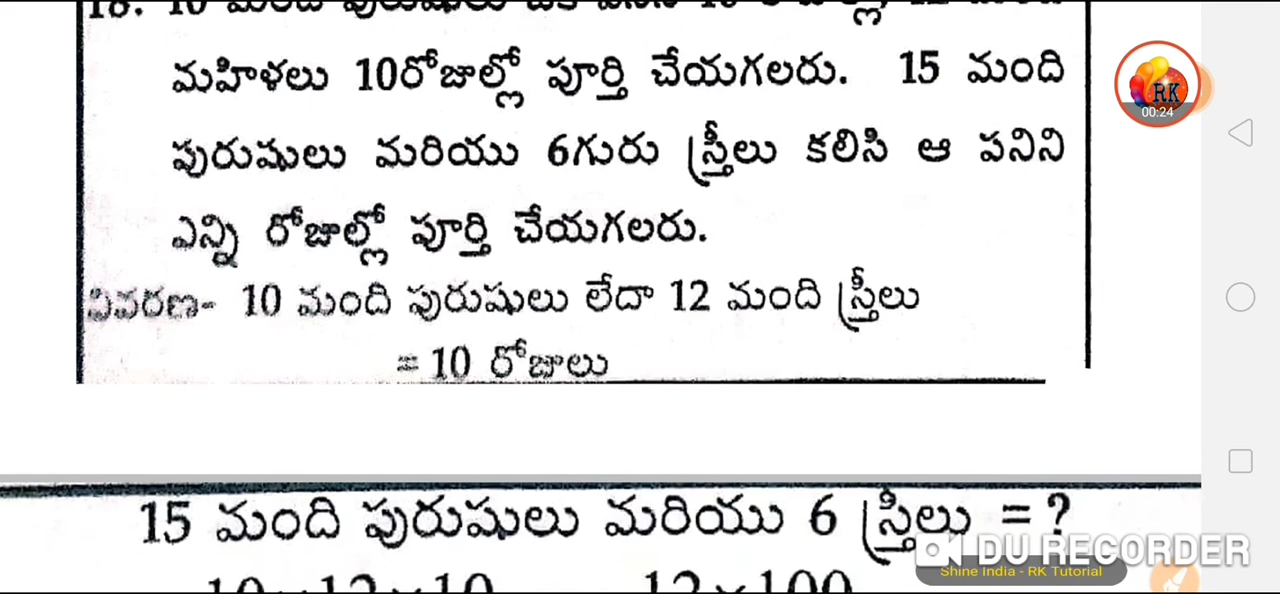 మహిళలు 10రోజుల్లో పూర్తి చేయగలరు. 15 మంది
పురుషులు మరియు 6గురు స్త్రీలు కలిసి ఆ పనిని
ఎన్ని రోజుల్లో పూర్తి చేయగలరు.
వివరణ- 10 మంది పురుషులు లేదా 12 మంది స్త్రీలు
= 10 రోజులు
15 మంది పురుషులు మరియు 6 స్త్రీలు = ?
RK
00:24
DU RECORDER
Shine India - RK Tutorial